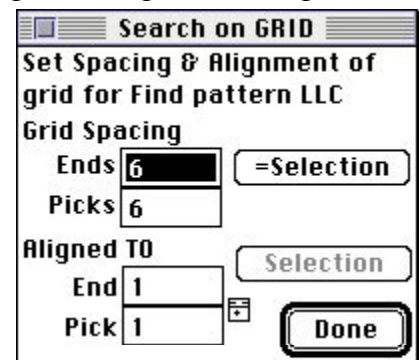 Search on GRID
Set Spacing & Alignment of
grid for Find pattern LLC
Grid Spacing
Ends 6 =Selection
Picks 6
Aligned TO
Selection
End 1
Pick 1 Done